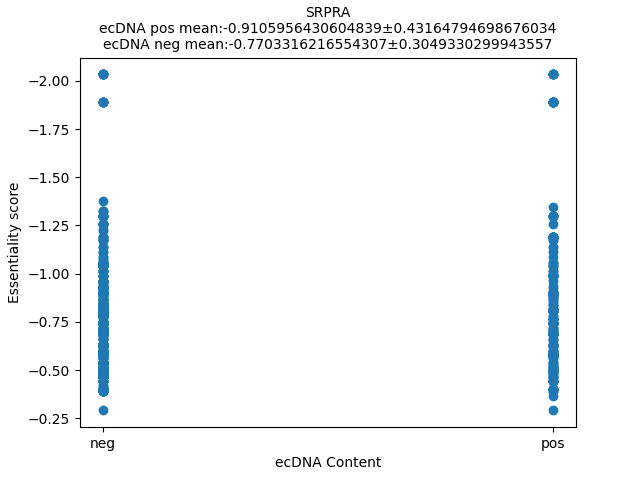 SRPRA
ecDNA pos mean:-0.9105956430604839±0.43164794698676034
ecDNA neg mean:-0.7703316216554307±0.3049330299943557
−2.00
−1.75
−1.50
−1.25
−1.00
−0.75
−0.50
−0.25
Essentiality score
neg
pos
ecDNA Content